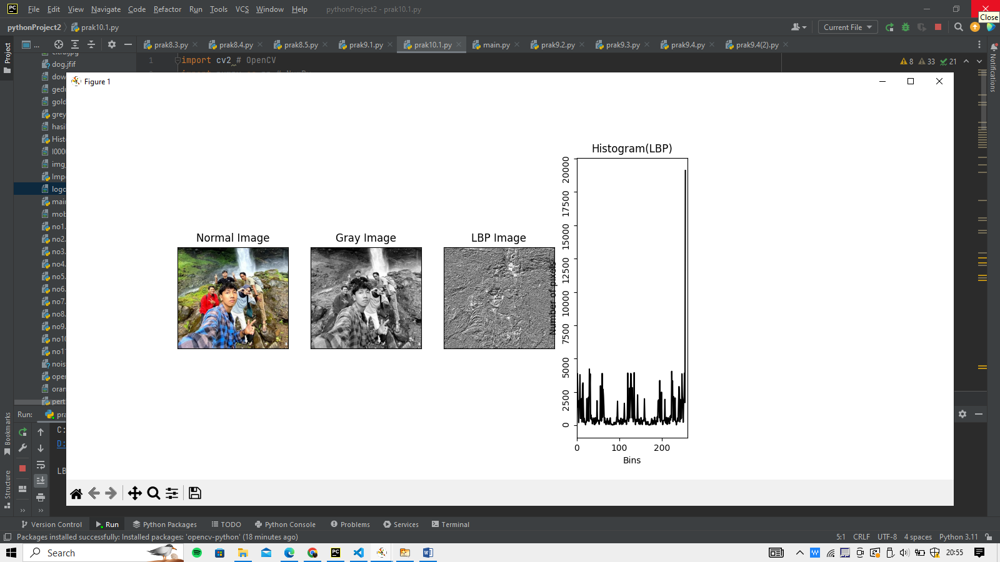 PC File Edit View Navigate Code Refactor Run Tools VCS Window Help pythonProject2 - prak10.1.py
Close
pythonProject2 prak10.1.py Current File
... prak8.3.py prak8.4.py prak8.5.py prak9.1.py prak10.1.py main.py prak9.2.py prak9.3.py prak9.4.py prak9.4(2).py
Project
Notifications
1 import cv2 # OpenCV 8 33 21
dog.jfif
dow
gedu
gold
grey
hasi
Histo
img_
Imp
logo
main
mob
no1.
no2.
no3.
no4.
no5.
no6.
no7.
no8.
no9.
no10
no11
nois
open
oran
pert
Figure 1
Normal Image
Gray Image
LBP Image
Histogram(LBP)
Number of pixels
20000
17500
15000
12500
10000
7500
5000
2500
0
0 100 200
Bins
Run: pra
C:
D:
LB
Bookmarks
Structure
Version Control Run Python Packages TODO Python Console Problems Services Terminal
Packages installed successfully: Installed packages: 'opencv-python' (18 minutes ago) 5:1 CRLF UTF-8 4 spaces Python 3.11
Search 20:55